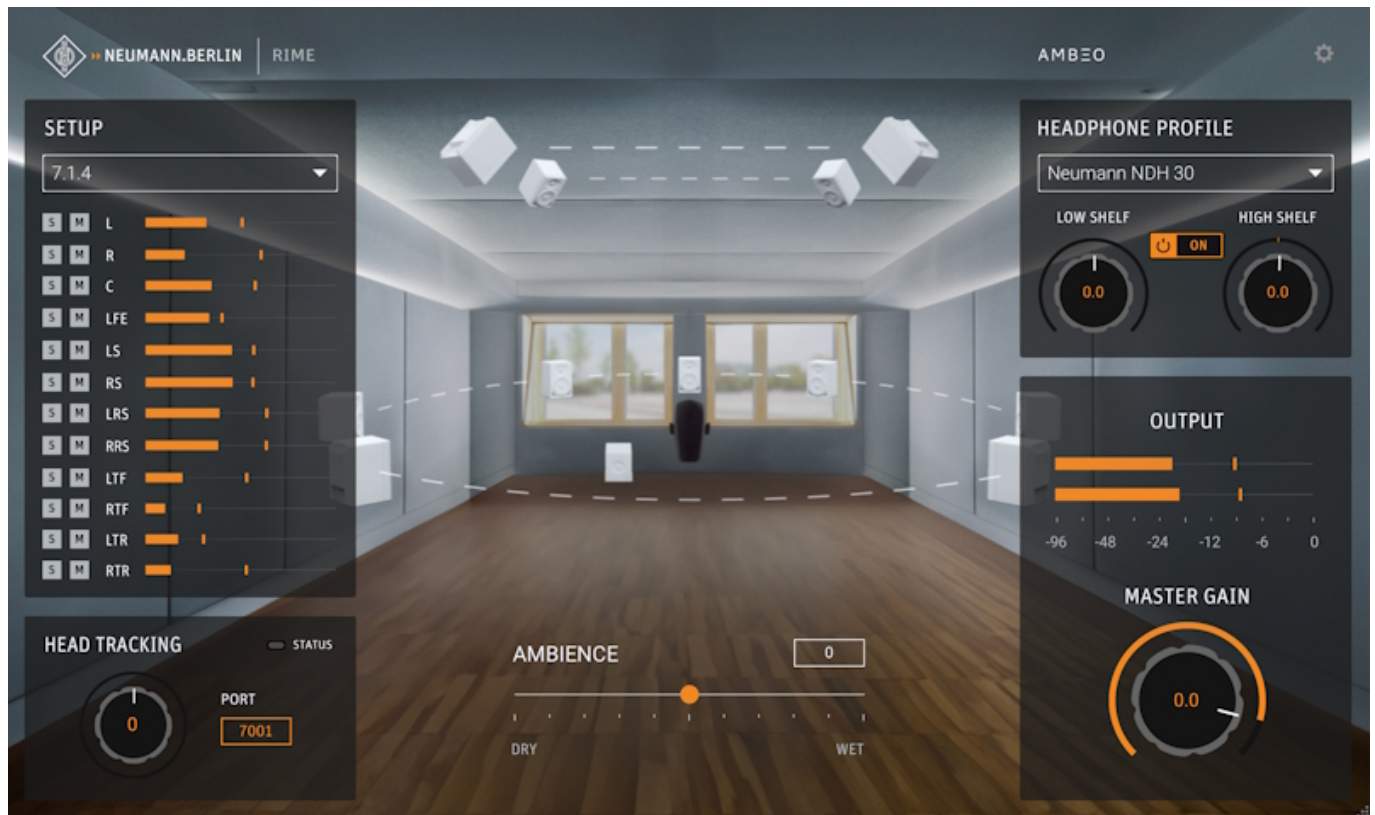 NEUMANN.BERLIN | RIME
AMBEO
SETUP
7.1.4
S M L
S M R
S M C
S M LFE
S M LS
S M RS
S M LRS
S M RRS
S M LTF
S M RTF
S M LTR
S M RTR
HEAD TRACKING
STATUS
0
PORT
7001
AMBIENCE
0
DRY
WET
HEADPHONE PROFILE
Neumann NDH 30
LOW SHELF
HIGH SHELF
ON
0.0
0.0
OUTPUT
-96 -48 -24 -12 -6 0
MASTER GAIN
0.0